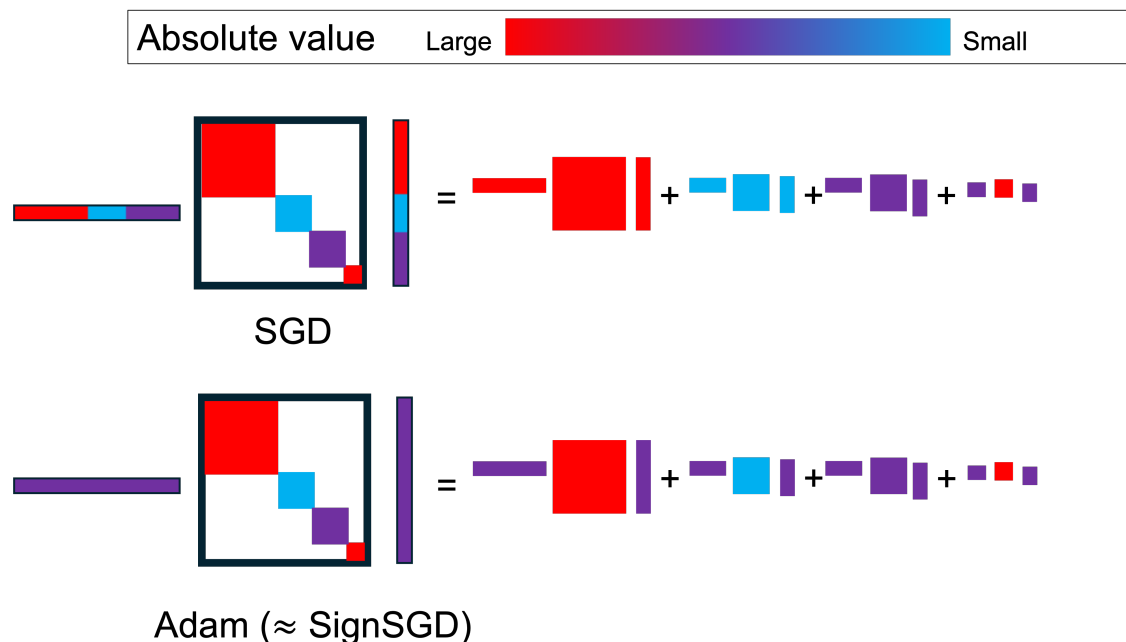 Absolute value Large Small
= + + +
SGD
= + + +
Adam (≈ SignSGD)